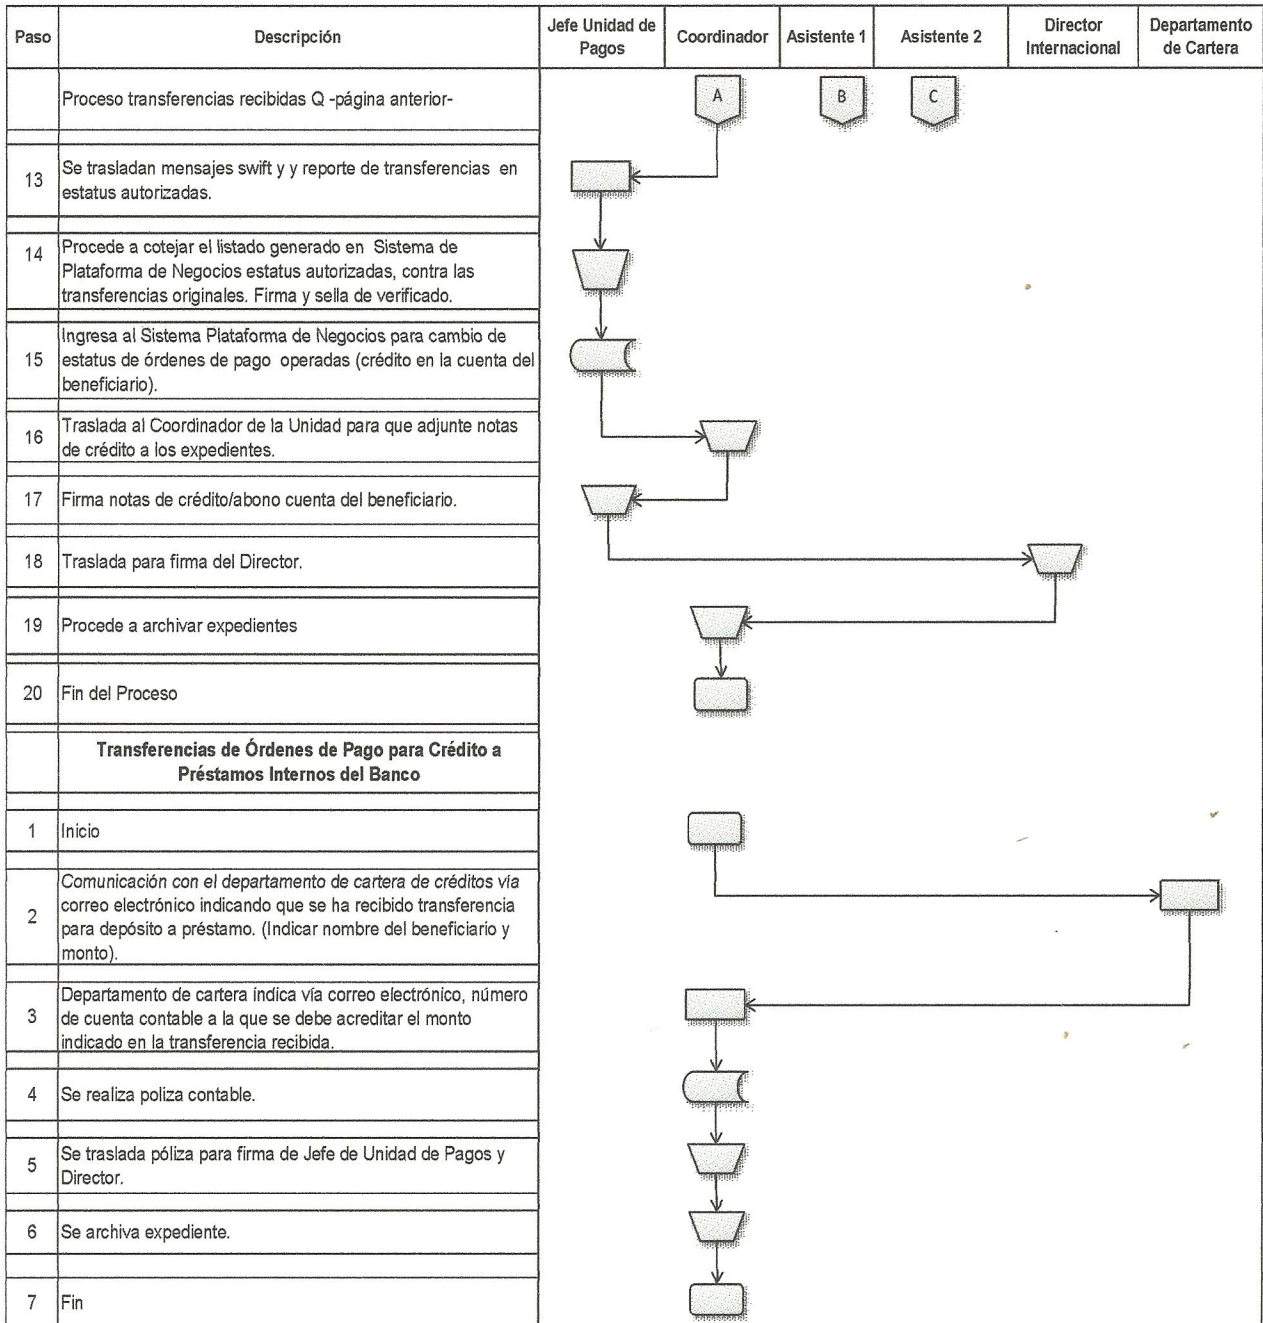 Paso
Descripción
Jefe Unidad de
Pagos
Coordinador
Asistente 1
Asistente 2
Director
Internacional
Departamento
de Cartera
Proceso transferencias recibidas Q -página anterior-
A
B
C
13
Se trasladan mensajes swift y y reporte de transferencias en
estatus autorizadas.
14
Procede a cotejar el listado generado en Sistema de
Plataforma de Negocios estatus autorizadas, contra las
transferencias originales. Firma y sella de verificado.
15
Ingresa al Sistema Plataforma de Negocios para cambio de
estatus de órdenes de pago operadas (crédito en la cuenta del
beneficiario).
16
Traslada al Coordinador de la Unidad para que adjunte notas
de crédito a los expedientes.
17
Firma notas de crédito/abono cuenta del beneficiario.
18
Traslada para firma del Director.
19
Procede a archivar expedientes
20
Fin del Proceso
Transferencias de Órdenes de Pago para Crédito a
Préstamos Internos del Banco
1
Inicio
2
Comunicación con el departamento de cartera de créditos vía
correo electrónico indicando que se ha recibido transferencia
para depósito a préstamo. (Indicar nombre del beneficiario y
monto).
3
Departamento de cartera indica vía correo electrónico, número
de cuenta contable a la que se debe acreditar el monto
indicado en la transferencia recibida.
4
Se realiza poliza contable.
5
Se traslada póliza para firma de Jefe de Unidad de Pagos y
Director.
6
Se archiva expediente.
7
Fin